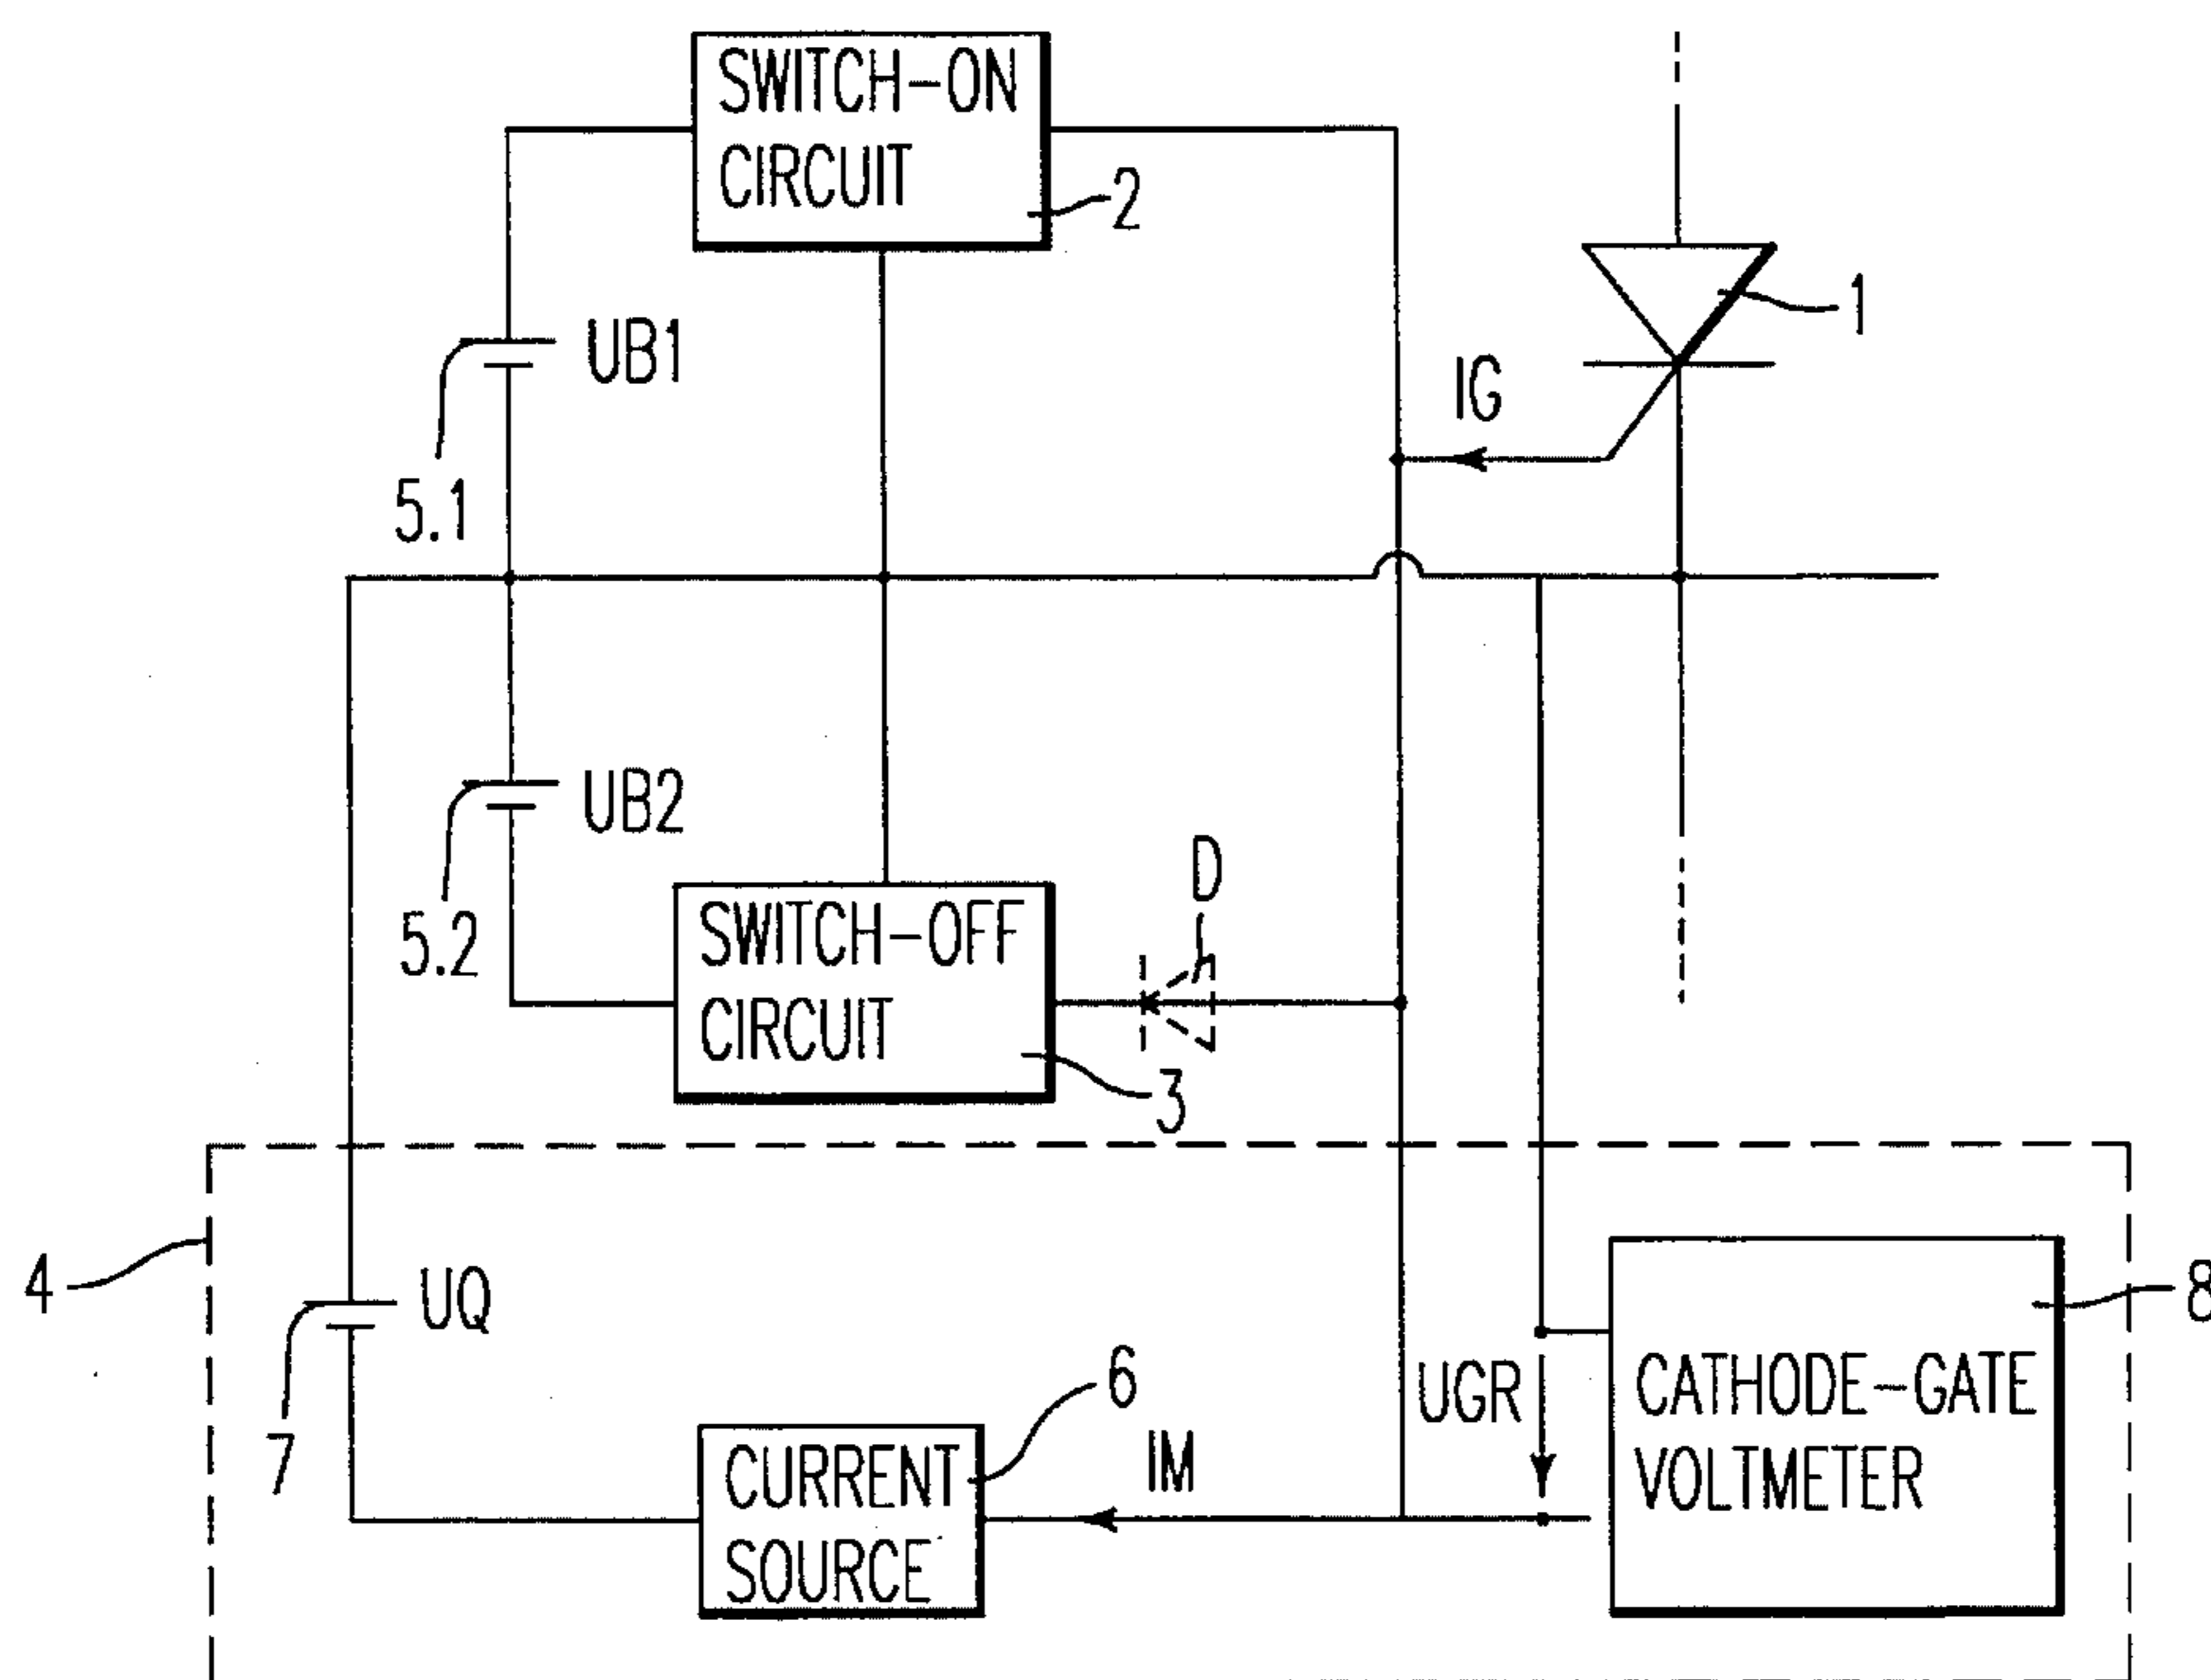 SWITCH-ON
CIRCUIT
2
1
UB1
IG
5.1
UB2
D
5.2
SWITCH-OFF
CIRCUIT
3
4
UQ
8
6
UGR
CATHODE-GATE
VOLTMETER
7
CURRENT
SOURCE
IM